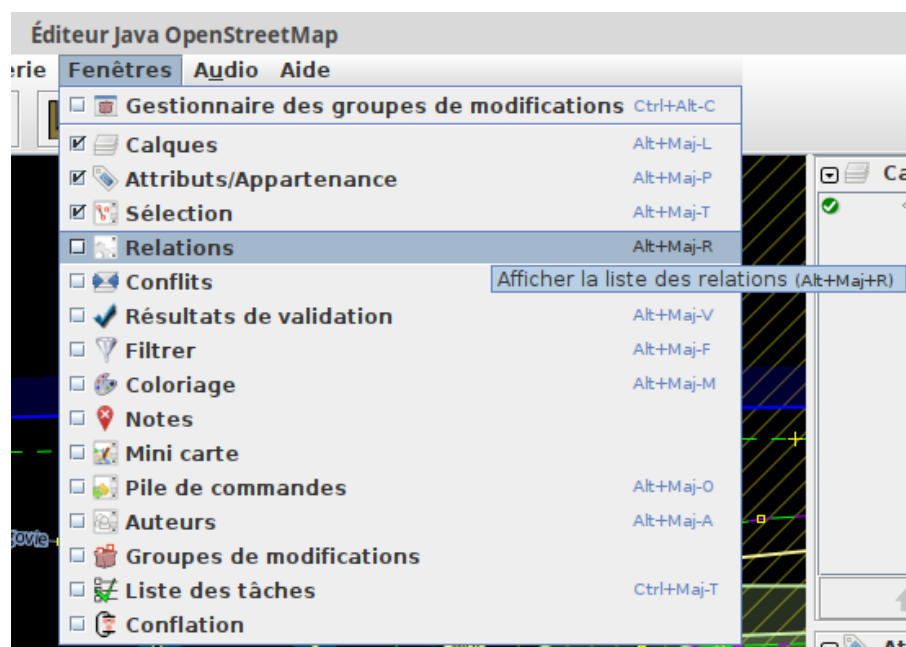 Éditeur Java OpenStreetMap
erie Fenêtres Audio Aide
Gestionnaire des groupes de modifications Ctrl+Alt-C
Calques Alt+Maj-L
Attributs/Appartenance Alt+Maj-P
Sélection Alt+Maj-T
Relations Alt+Maj-R
Afficher la liste des relations (Alt+Maj+R)
Conflits
Résultats de validation Alt+Maj-V
Filtrer Alt+Maj-F
Coloriage Alt+Maj-M
Notes
Mini carte
Pile de commandes Alt+Maj-O
Auteurs Alt+Maj-A
Groupes de modifications
Liste des tâches Ctrl+Maj-T
Conflation
Ca
ovie
At